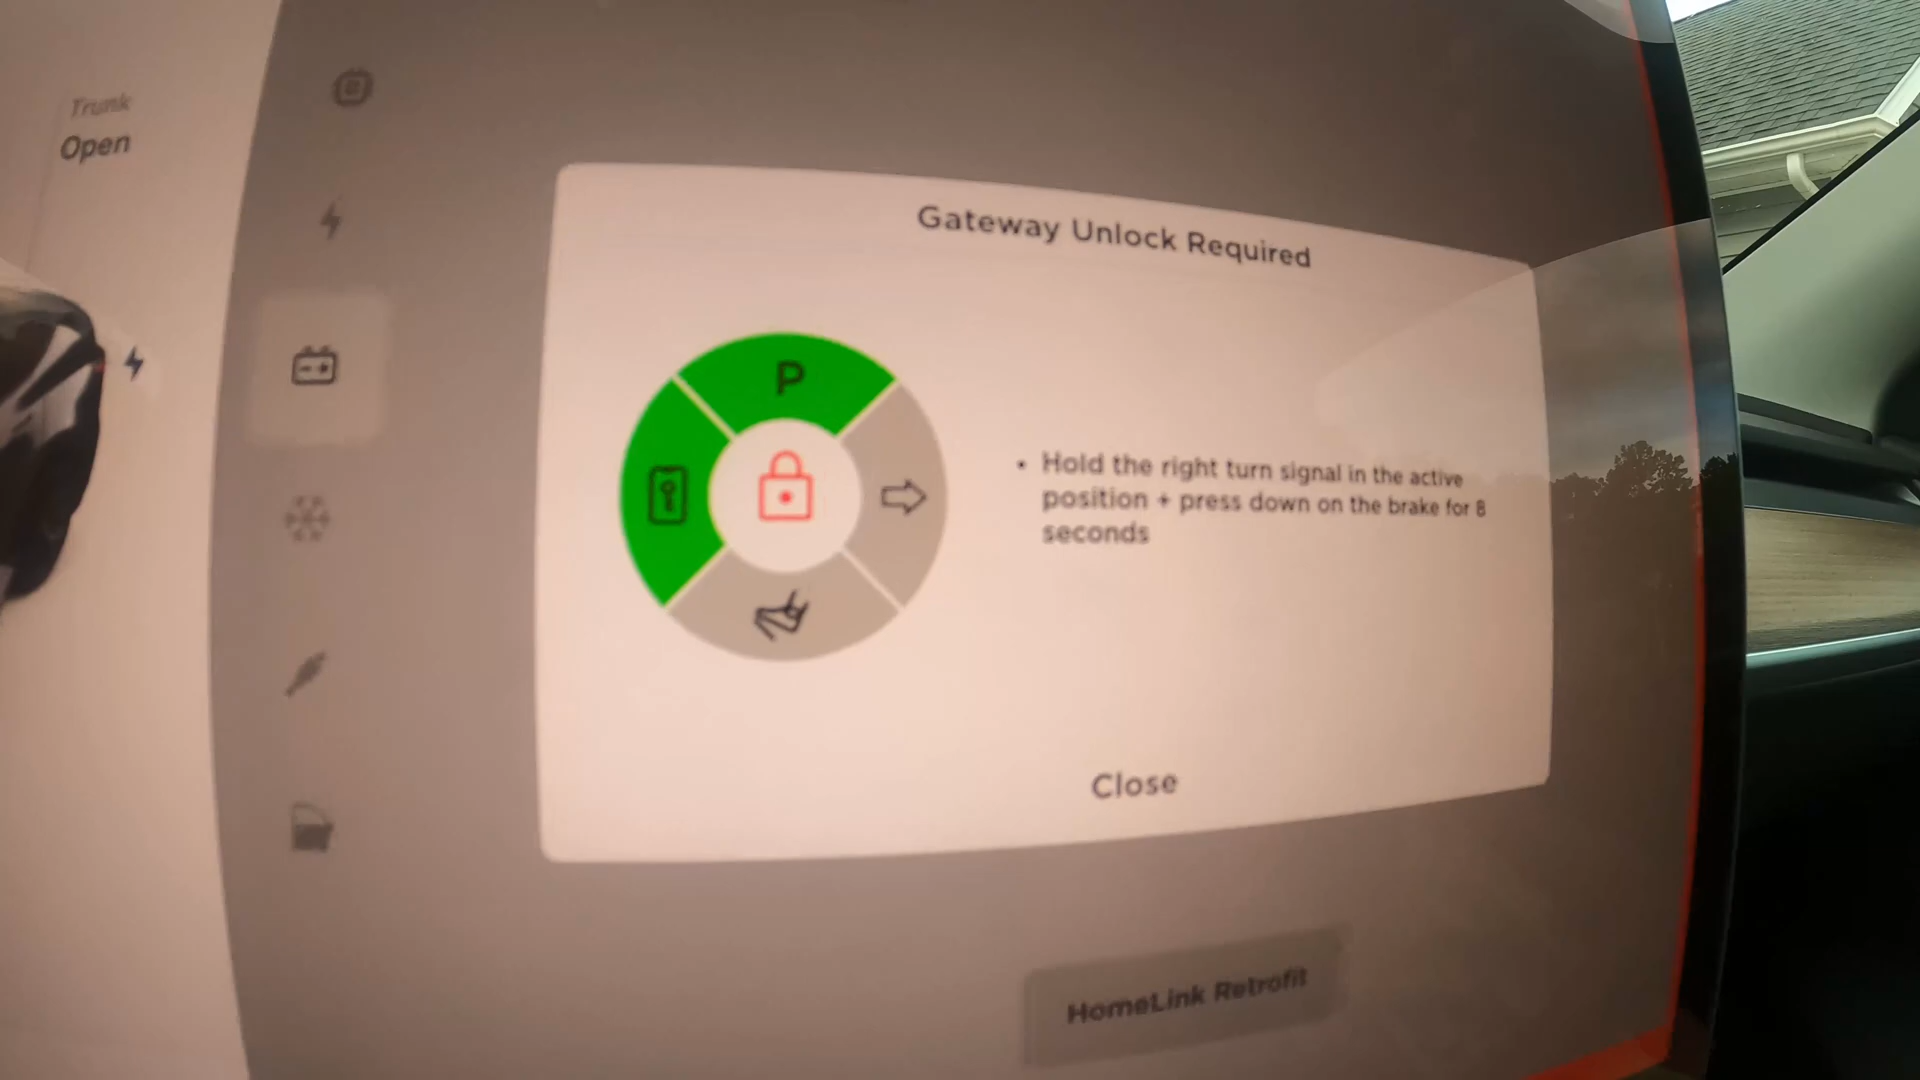 Trunk
Open
Gateway Unlock Required
P
• Hold the right turn signal in the active
position + press down on the brake for 8
seconds
Close
HomeLink Retrofit